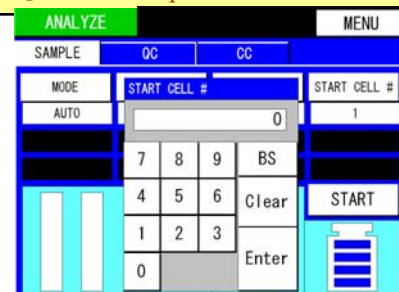 ANALYZE MENU
SAMPLE QC CC
MODE START CELL # START CELL #
AUTO 0 1
7 8 9 BS
4 5 6 Clear START
1 2 3
0 Enter